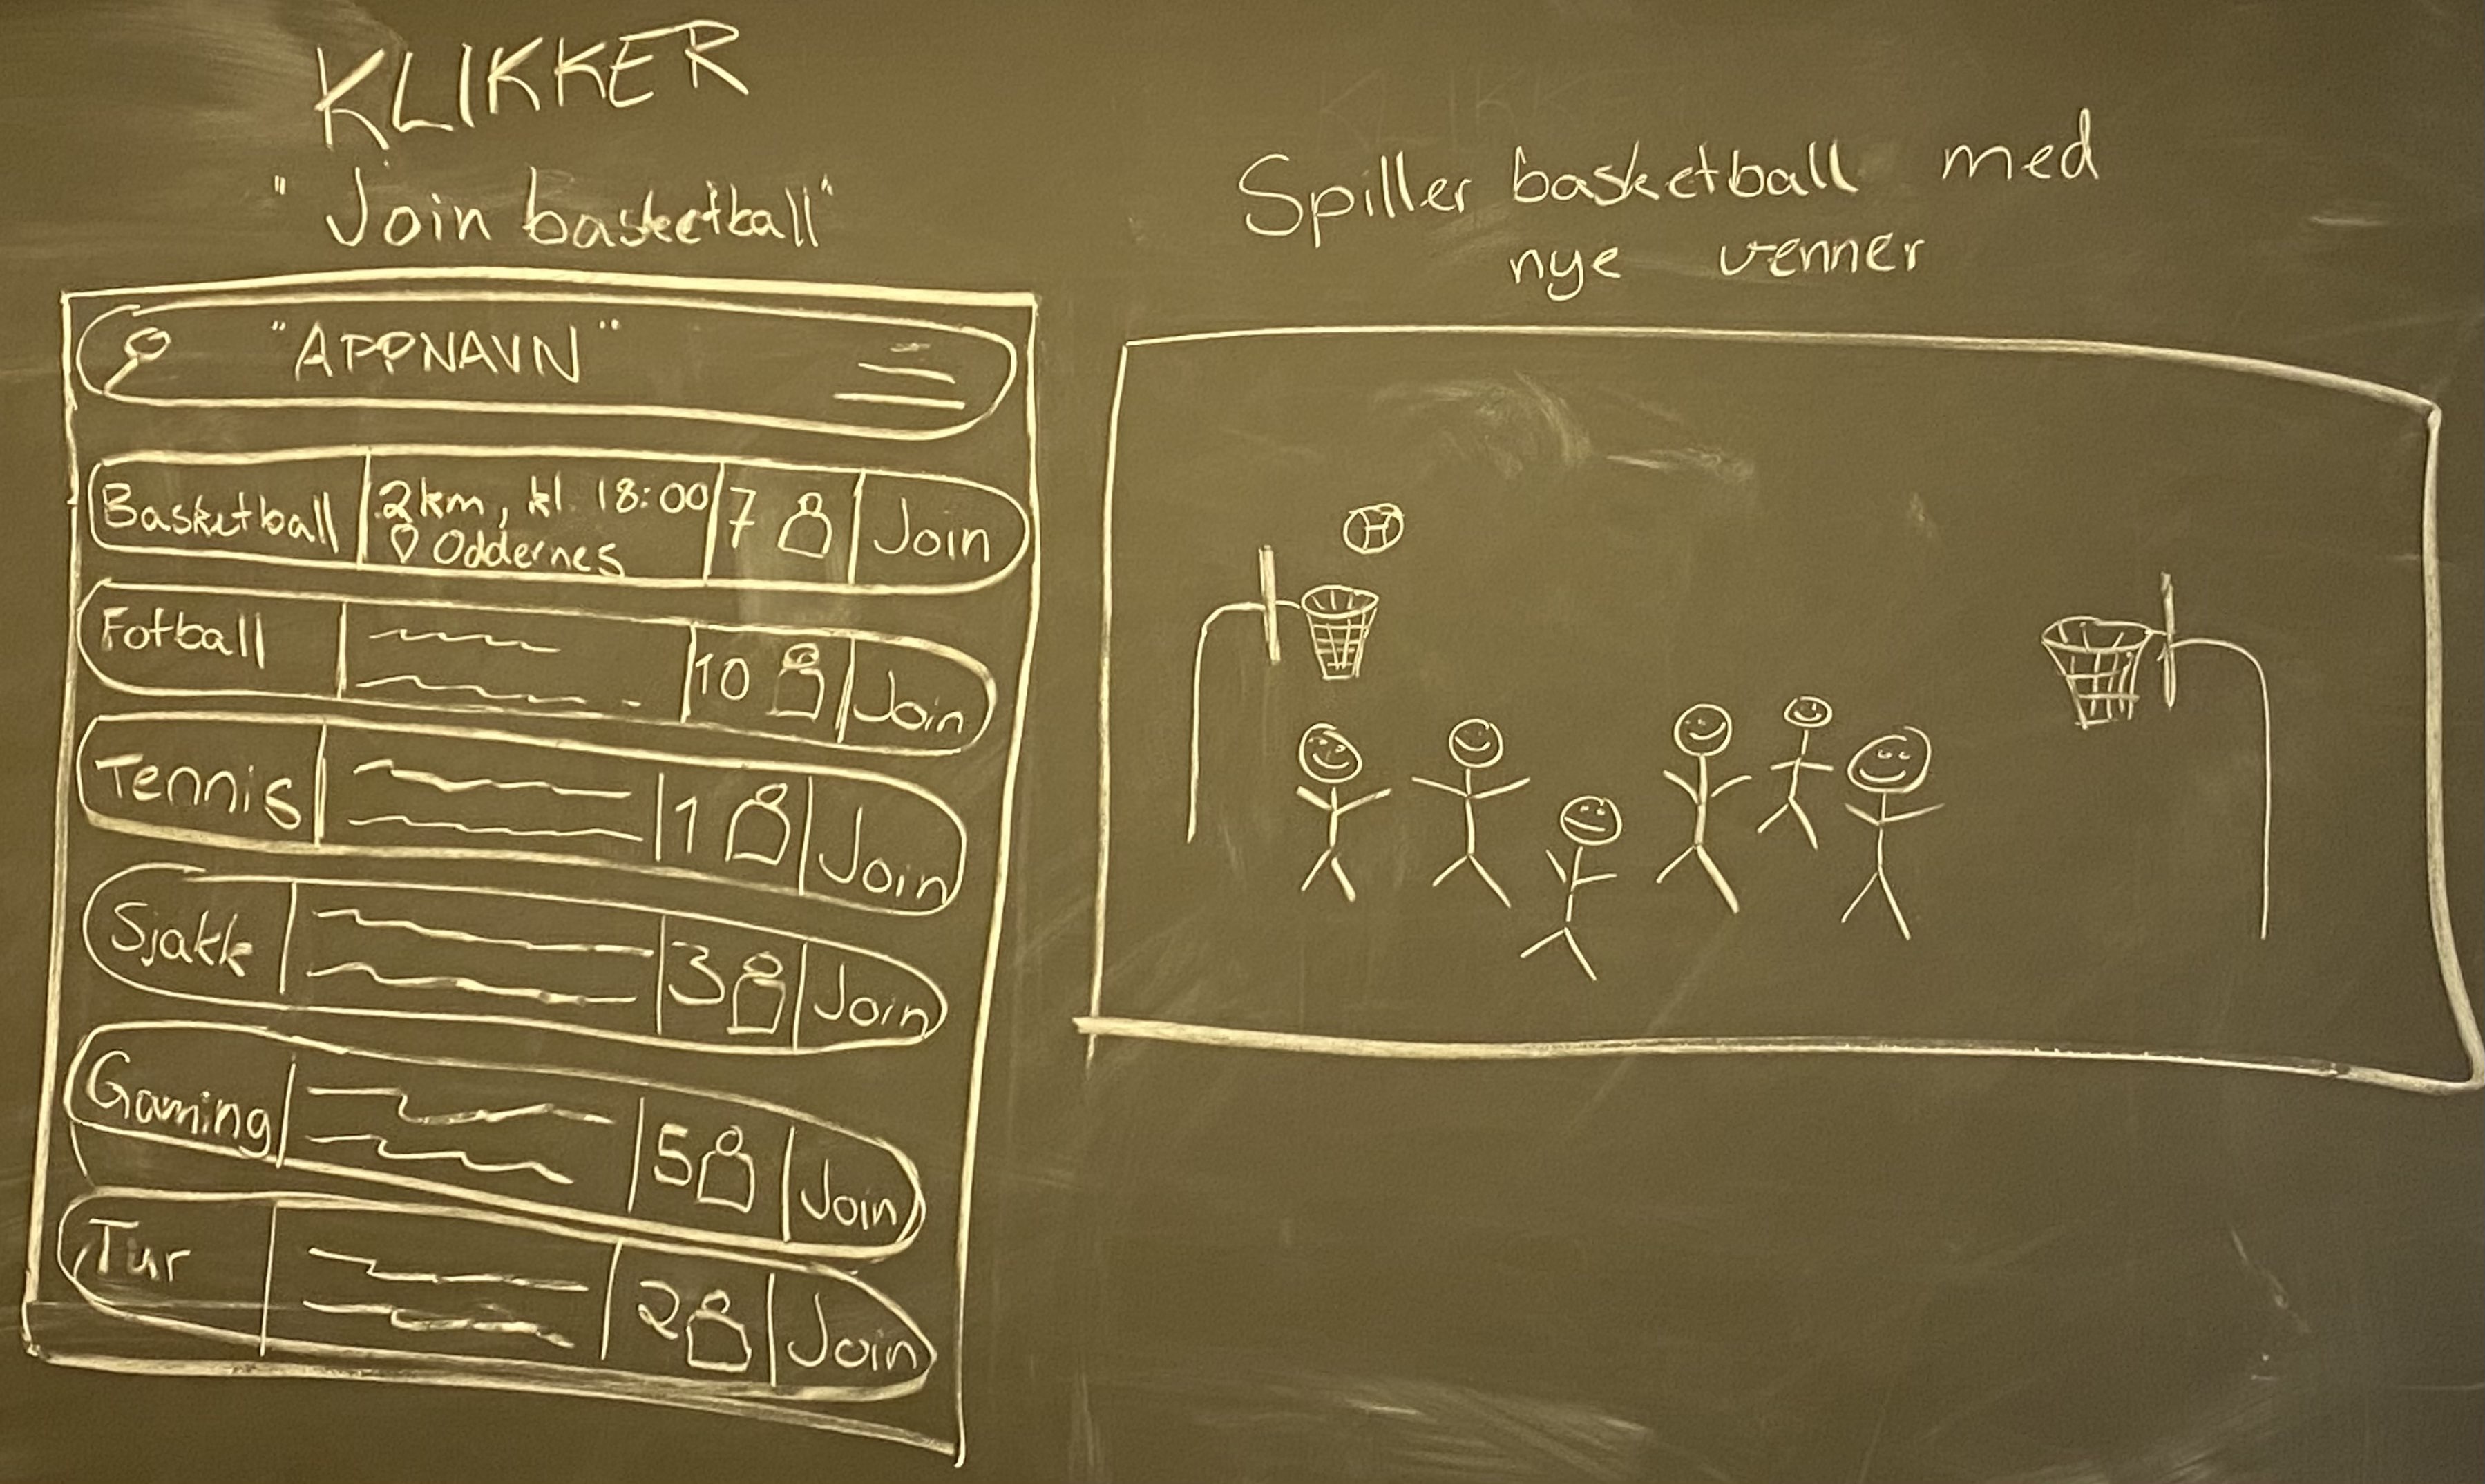 KLIKKER
"Join basketball"
"APPNAVN"
Basketball 2km, kl. 18:00 7 Join
Oddernes
Fotball 10 Join
Tennis 1 Join
Sjakk 3 Join
Gaming 5 Join
Tur 2 Join
Spiller basketball med
nye venner